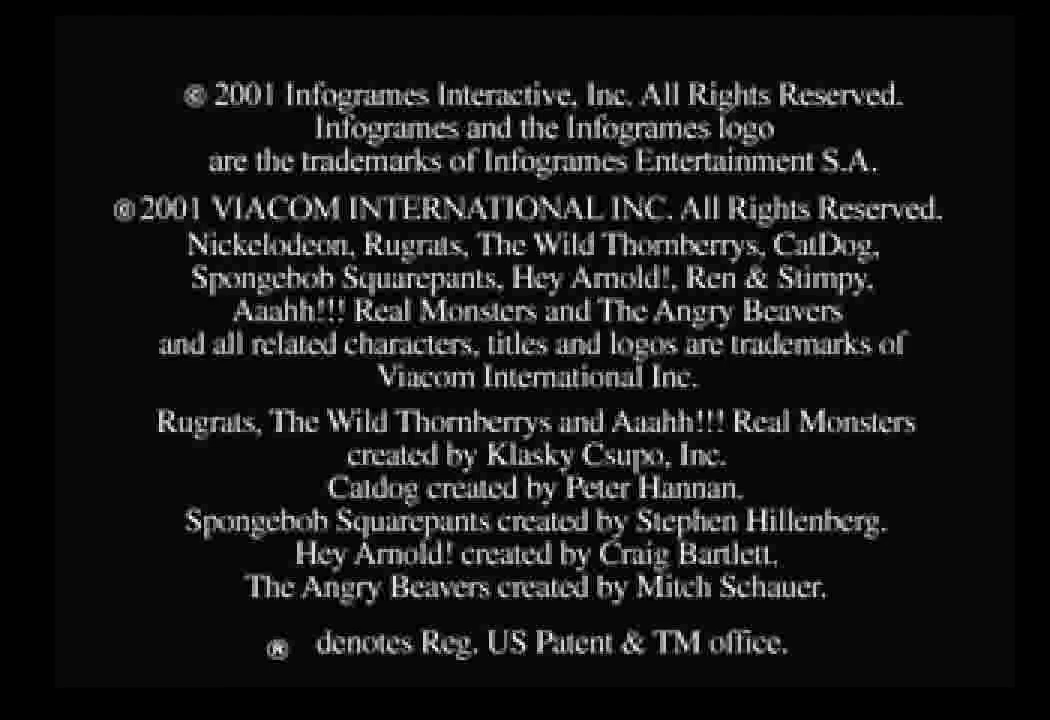 © 2001 Infogrames Interactive, Inc. All Rights Reserved.
Infogrames and the Infogrames logo
are the trademarks of Infogrames Entertainment S.A.
© 2001 VIACOM INTERNATIONAL INC. All Rights Reserved.
Nickelodeon, Rugrats, The Wild Thornberrys, CatDog,
Spongebob Squarepants, Hey Arnold!, Ren & Stimpy,
Aaahh!!! Real Monsters and The Angry Beavers
and all related characters, titles and logos are trademarks of
Viacom International Inc.
Rugrats, The Wild Thornberrys and Aaahh!!! Real Monsters
created by Klasky Csupo, Inc.
Catdog created by Peter Hannan.
Spongebob Squarepants created by Stephen Hillenberg.
Hey Arnold! created by Craig Bartlett.
The Angry Beavers created by Mitch Schauer.
® denotes Reg. US Patent & TM office.